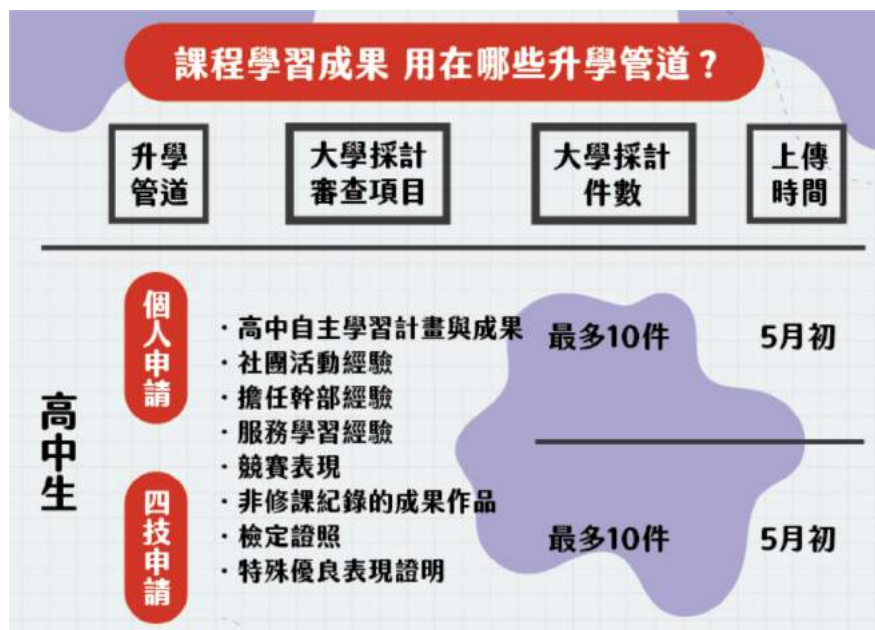 課程學習成果 用在哪些升學管道？
升學
管道
大學採計
審查項目
大學採計
件數
上傳
時間
高中生
個人申請
四技申請
·高中自主學習計畫與成果
·社團活動經驗
·擔任幹部經驗
·服務學習經驗
·競賽表現
·非修課紀錄的成果作品
·檢定證照
·特殊優良表現證明
最多10件
5月初
最多10件
5月初